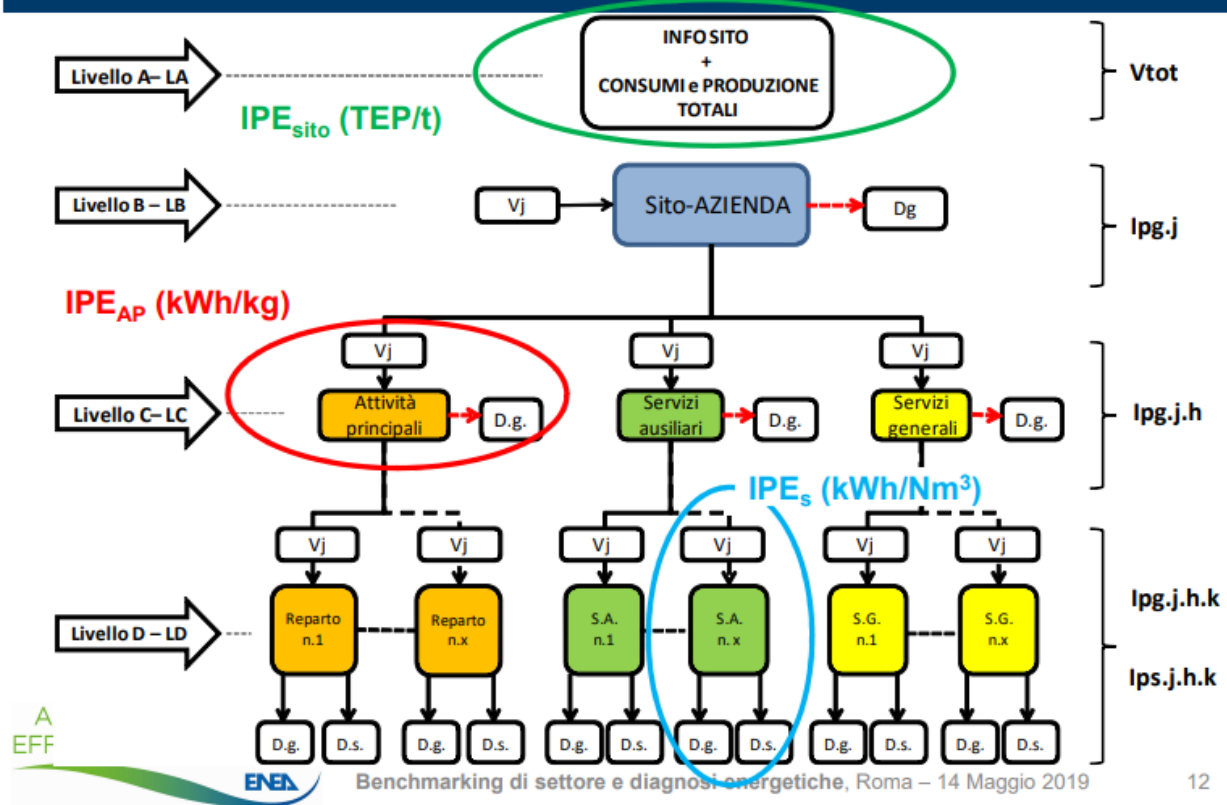 Livello A– LA
INFO SITO
+
CONSUMI e PRODUZIONE
TOTALI
Vtot
IPEsito (TEP/t)
Livello B – LB
Vj
Sito-AZIENDA
Dg
Ipg.j
IPEAP (kWh/kg)
Vj
Vj
Vj
Livello C– LC
Attività
principali
D.g.
Servizi
ausiliari
D.g.
Servizi
generali
D.g.
Ipg.j.h
IPEs (kWh/Nm³)
Vj
Vj
Vj
Vj
Vj
Vj
Livello D – LD
Reparto
n.1
Reparto
n.x
S.A.
n.1
S.A.
n. x
S.G.
n.1
S.G.
n.x
Ipg.j.h.k
Ips.j.h.k
D.g.
D.s.
D.g.
D.s.
D.g.
D.s.
D.g.
D.s.
D.g.
D.s.
D.g.
D.s.
A
EFF
ENEA
Benchmarking di settore e diagnosi energetiche, Roma – 14 Maggio 2019
12